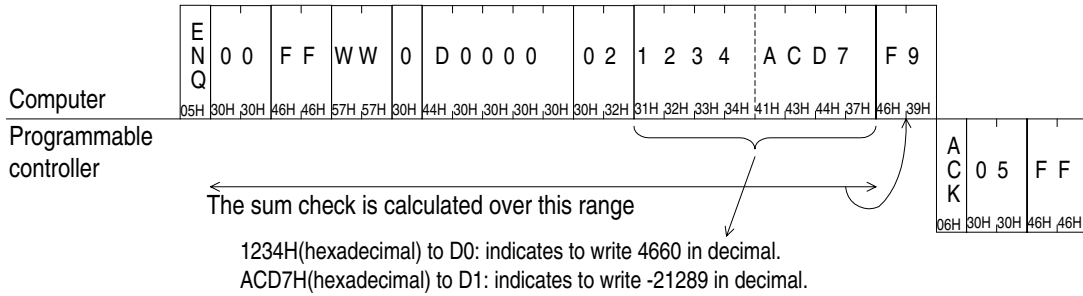 ENQ 0 0 F F W W 0 D 0 0 0 0 0 2 1 2 3 4 A C D 7 F 9
Computer 05H 30H 30H 46H 46H 57H 57H 30H 44H 30H 30H 30H 30H 30H 32H 31H 32H 33H 34H 41H 43H 44H 37H 46H 39H
Programmable
controller
ACK 0 5 F F
06H 30H 30H 46H 46H
The sum check is calculated over this range
1234H(hexadecimal) to D0: indicates to write 4660 in decimal.
ACD7H(hexadecimal) to D1: indicates to write -21289 in decimal.